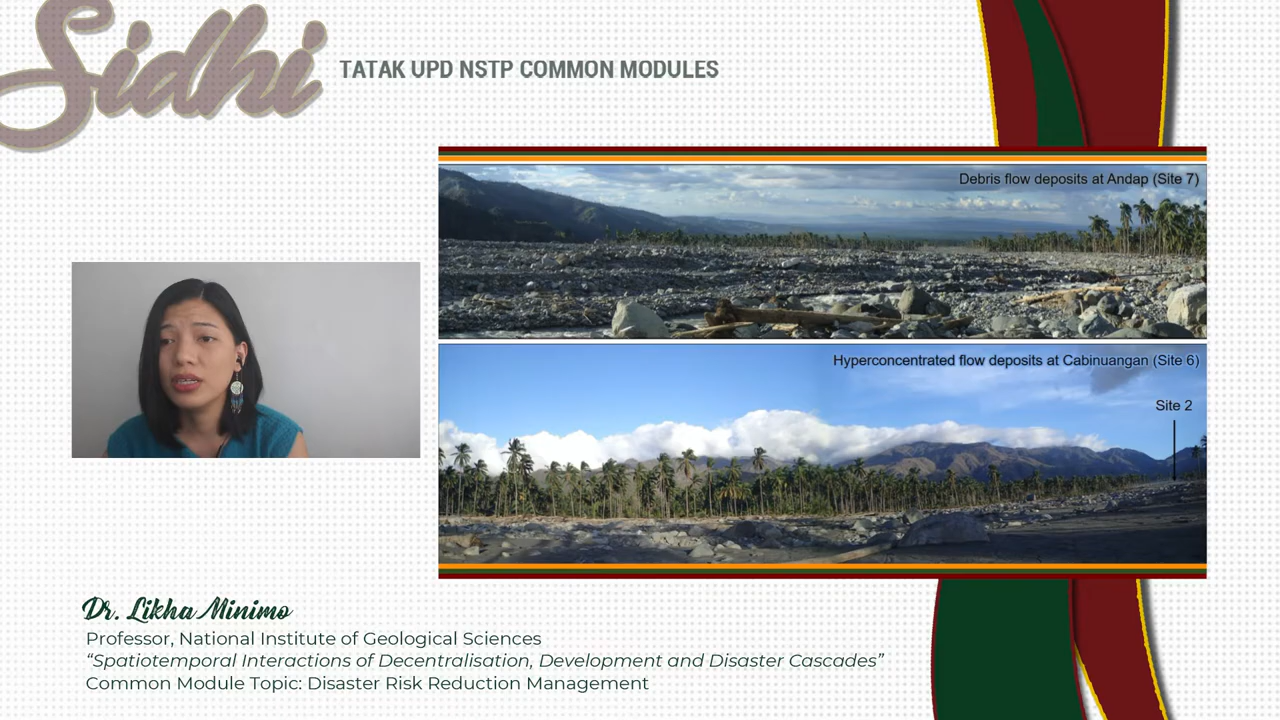 Sidhi
TATAK UPD NSTP COMMON MODULES
Debris flow deposits at Andap (Site 7)
Hyperconcentrated flow deposits at Cabinuangan (Site 6)
Site 2
Dr. Likha Minimo
Professor, National Institute of Geological Sciences
“Spatiotemporal Interactions of Decentralisation, Development and Disaster Cascades”
Common Module Topic: Disaster Risk Reduction Management